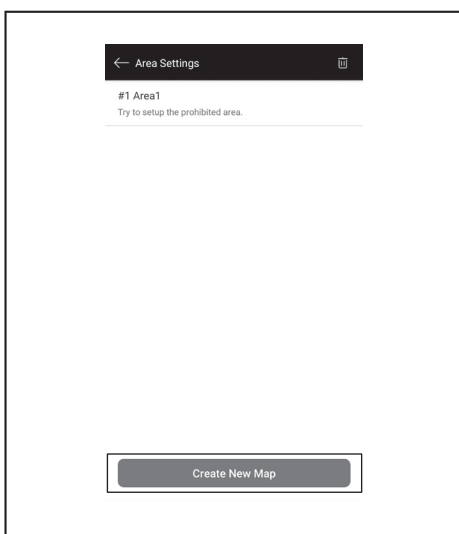 Area Settings
#1 Area1
Try to setup the prohibited area.
Create New Map